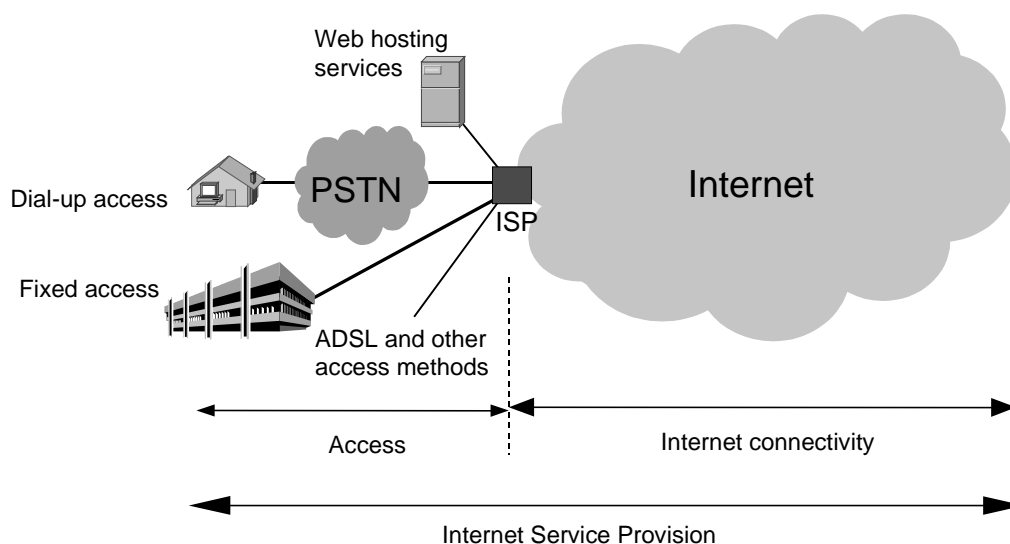 Web hosting
services
Dial-up access
PSTN
ISP
Internet
Fixed access
ADSL and other
access methods
Access
Internet connectivity
Internet Service Provision